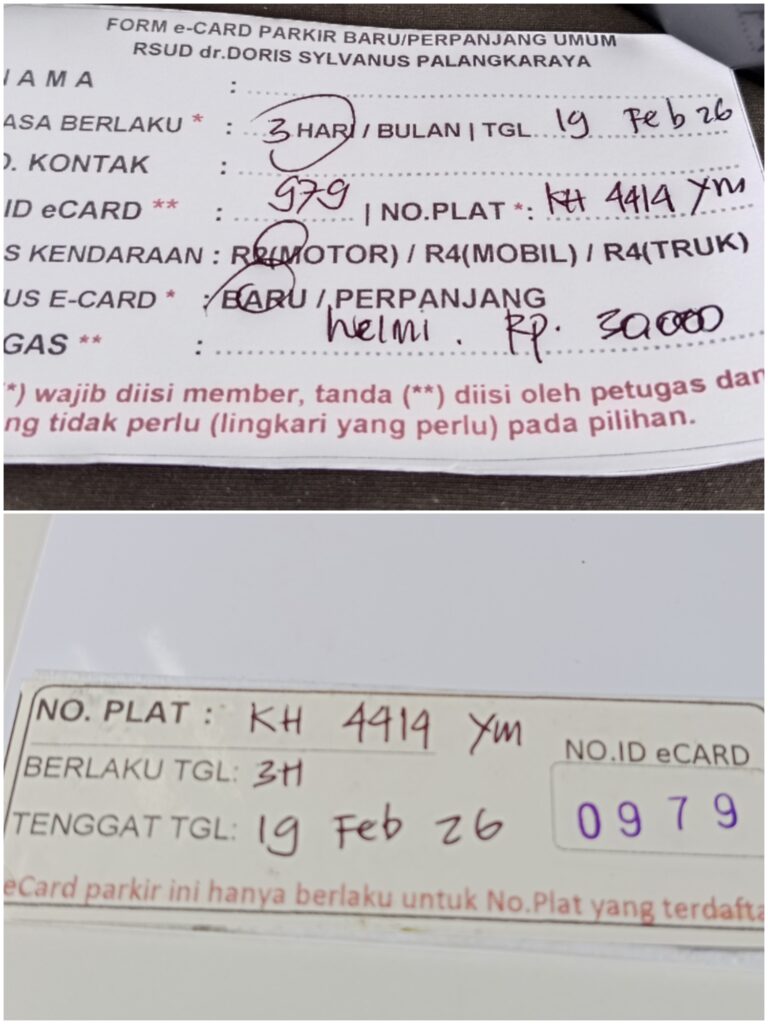 FORM e-CARD PARKIR BARU/PERPANJANG UMUM
RSUD dr.DORIS SYLVANUS PALANGKARAYA
NAMA :
ASA BERLAKU * : 3 HARI / BULAN | TGL 19 Feb 26
O. KONTAK :
ID eCARD ** : 979 | NO.PLAT *: KH 4414 YM
S KENDARAAN : R2(MOTOR) / R4(MOBIL) / R4(TRUK)
US E-CARD * : BARU / PERPANJANG
GAS ** : Welmi . Rp. 30.000
*) wajib diisi member, tanda (**) diisi oleh petugas dan
ng tidak perlu (lingkari yang perlu) pada pilihan.
NO. PLAT : KH 4414 YM
BERLAKU TGL: 3H
TENGGAT TGL: 19 Feb 26
NO.ID eCARD
0979
eCard parkir ini hanya berlaku untuk No.Plat yang terdafta